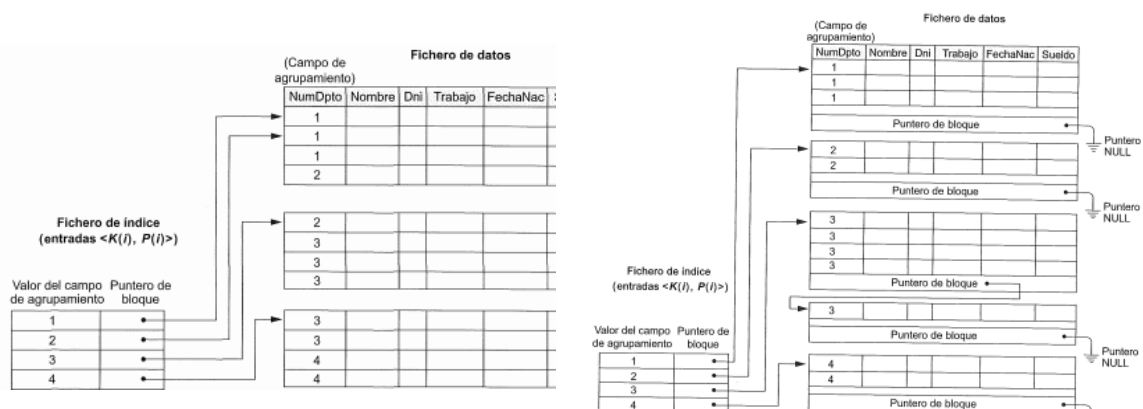 Fichero de datos
(Campo de
agrupamiento)
NumDpto Nombre Dni Trabajo FechaNac
1
1
1
2
2
3
3
3
3
3
4
4
Fichero de índice
(entradas <K(i), P(i)>)
Valor del campo Puntero de
de agrupamiento bloque
1
2
3
4
Fichero de datos
(Campo de
agrupamiento)
NumDpto Nombre Dni Trabajo FechaNac Sueldo
1
1
1
Puntero de bloque
Puntero
NULL
2
2
Puntero de bloque
Puntero
NULL
3
3
3
3
Puntero de bloque
3
Puntero de bloque
Puntero
NULL
4
4
Puntero de bloque
Fichero de índice
(entradas <K(i), P(i)>)
Valor del campo Puntero de
de agrupamiento bloque
1
2
3
4